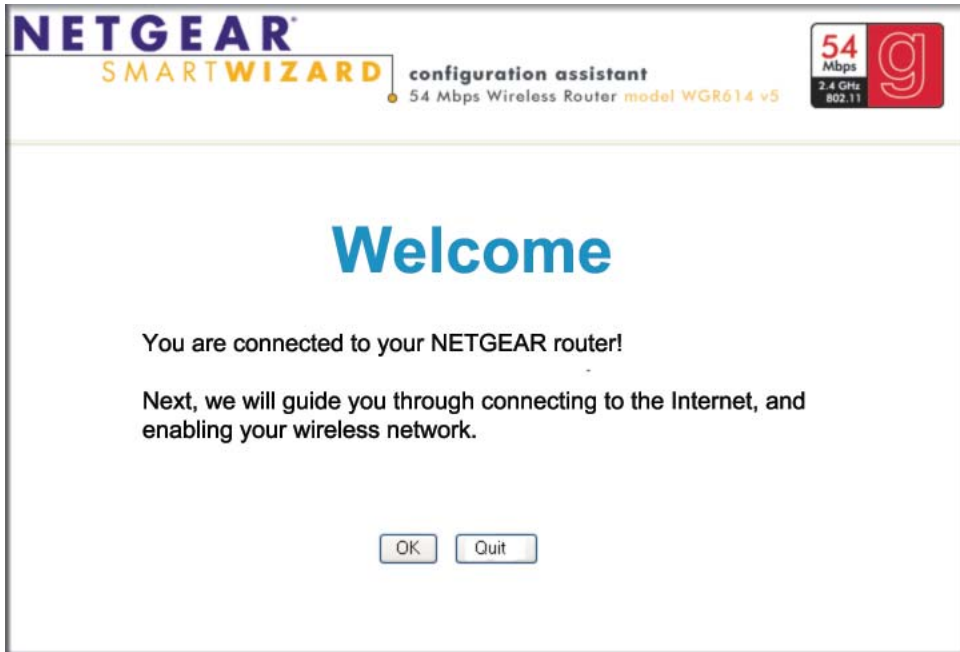 NETGEAR®
SMARTWIZARD
configuration assistant
54 Mbps Wireless Router model WGR614 v5
54
Mbps
2.4 GHz
802.11
g
Welcome
You are connected to your NETGEAR router!
Next, we will guide you through connecting to the Internet, and
enabling your wireless network.
OK
Quit